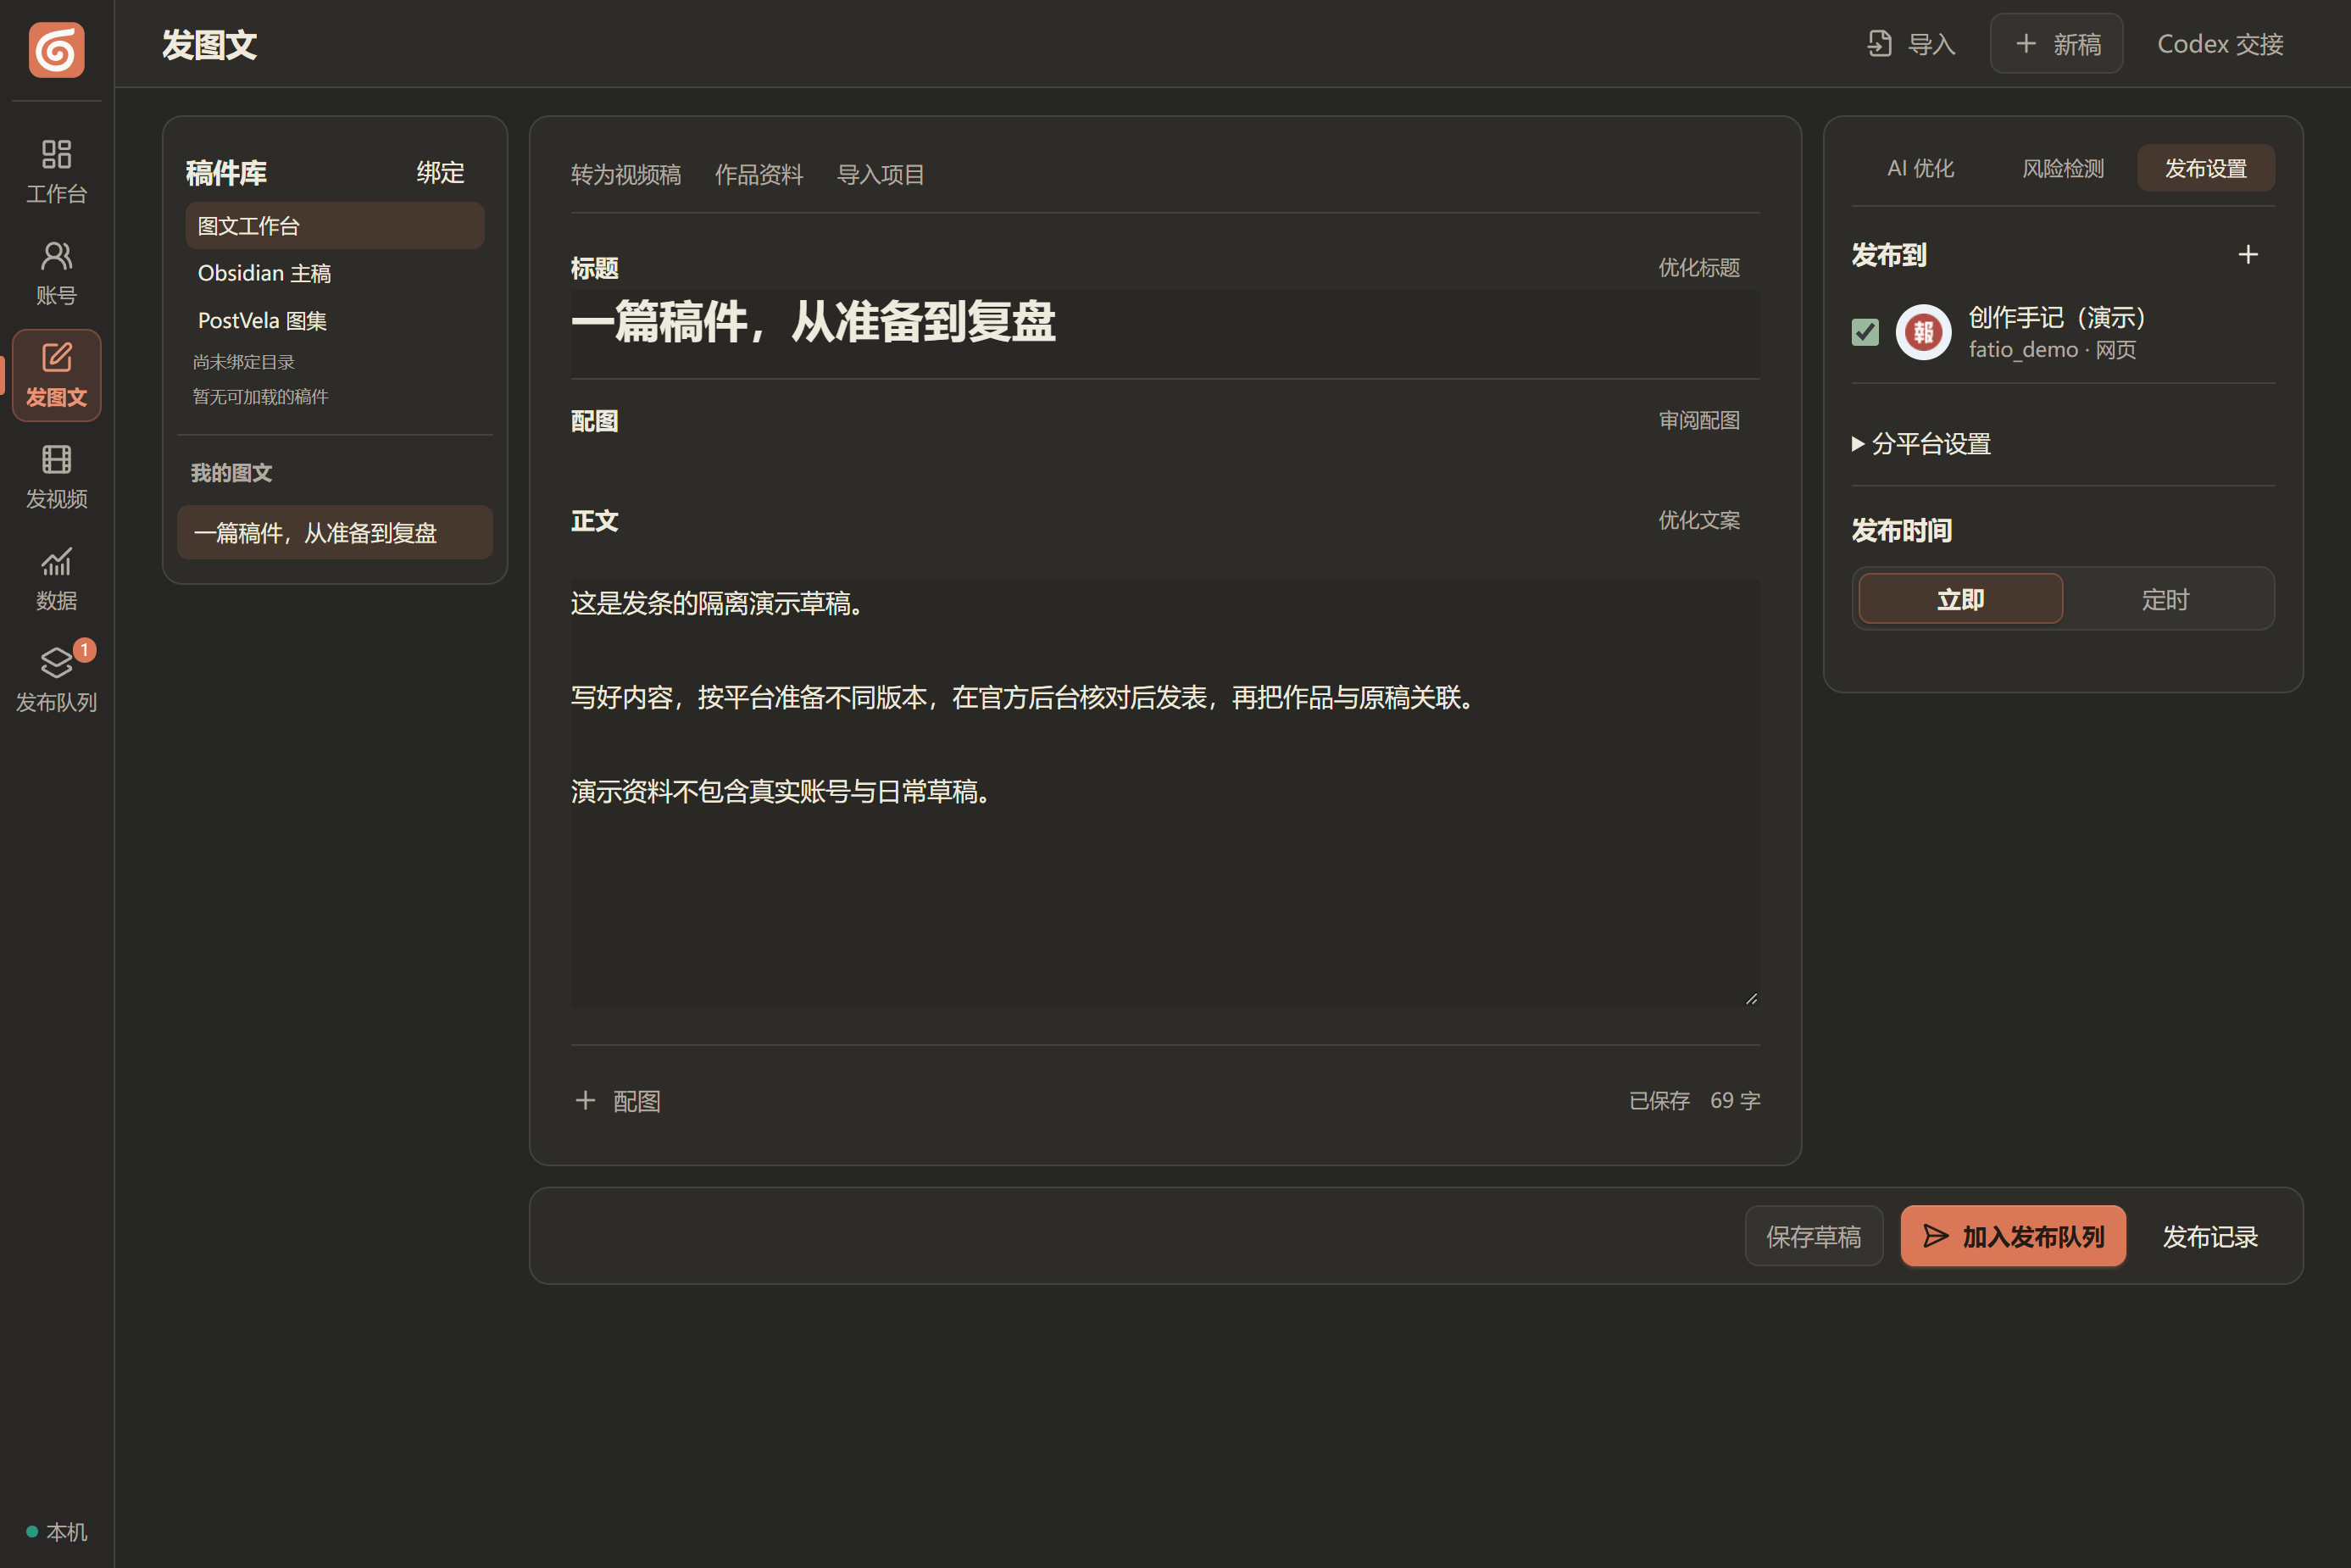 发图文
导入
新稿
Codex 交接
工作台
账号
发图文
发视频
数据
1
发布队列
本机
稿件库
绑定
图文工作台
Obsidian 主稿
PostVela 图集
尚未绑定目录
暂无可加载的稿件
我的图文
一篇稿件，从准备到复盘
转为视频稿 作品资料 导入项目
标题
优化标题
一篇稿件，从准备到复盘
配图
审阅配图
正文
优化文案
这是发条的隔离演示草稿。
写好内容，按平台准备不同版本，在官方后台核对后发表，再把作品与原稿关联。
演示资料不包含真实账号与日常草稿。
配图
已保存 69 字
AI 优化 风险检测 发布设置
发布到
報
创作手记（演示）
fatio_demo · 网页
分平台设置
发布时间
立即 定时
保存草稿
加入发布队列
发布记录